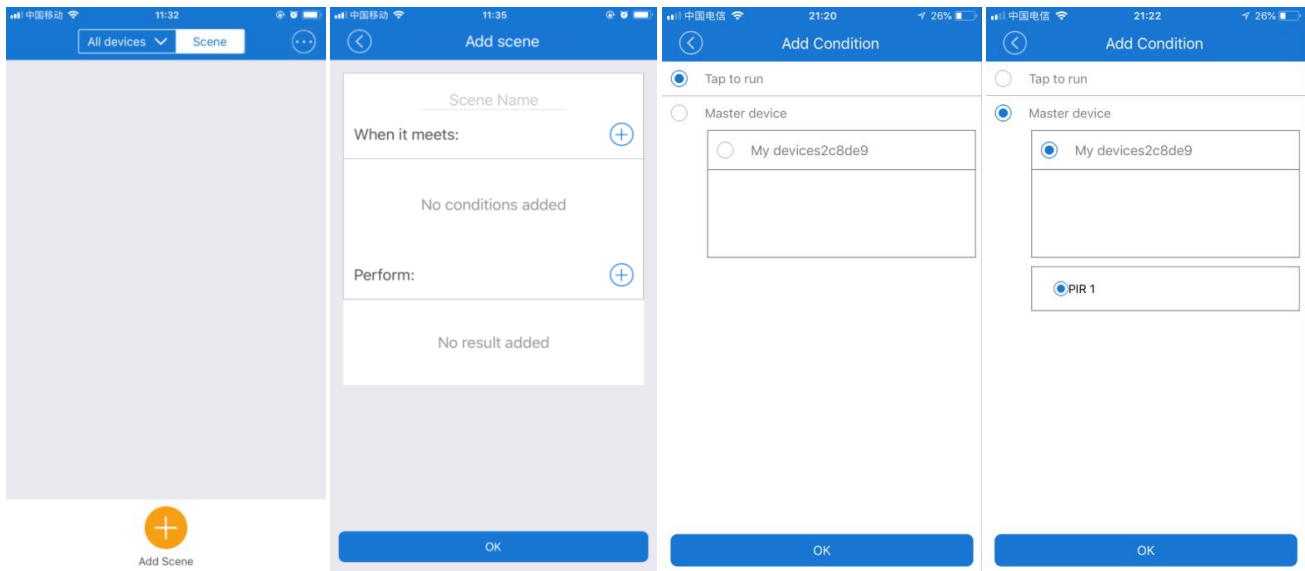 中国移动 11:32
All devices Scene
Add Scene
中国移动 11:35
Add scene
Scene Name
When it meets:
No conditions added
Perform:
No result added
OK
中国电信 21:20 26%
Add Condition
Tap to run
Master device
My devices2c8de9
OK
中国电信 21:22 26%
Add Condition
Tap to run
Master device
My devices2c8de9
PIR 1
OK